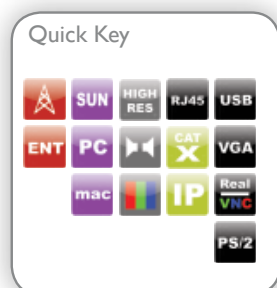 Quick Key
SUN HIGH RES RJ45 USB
ENT PC CAT X VGA
mac IP Real VNC
PS/2